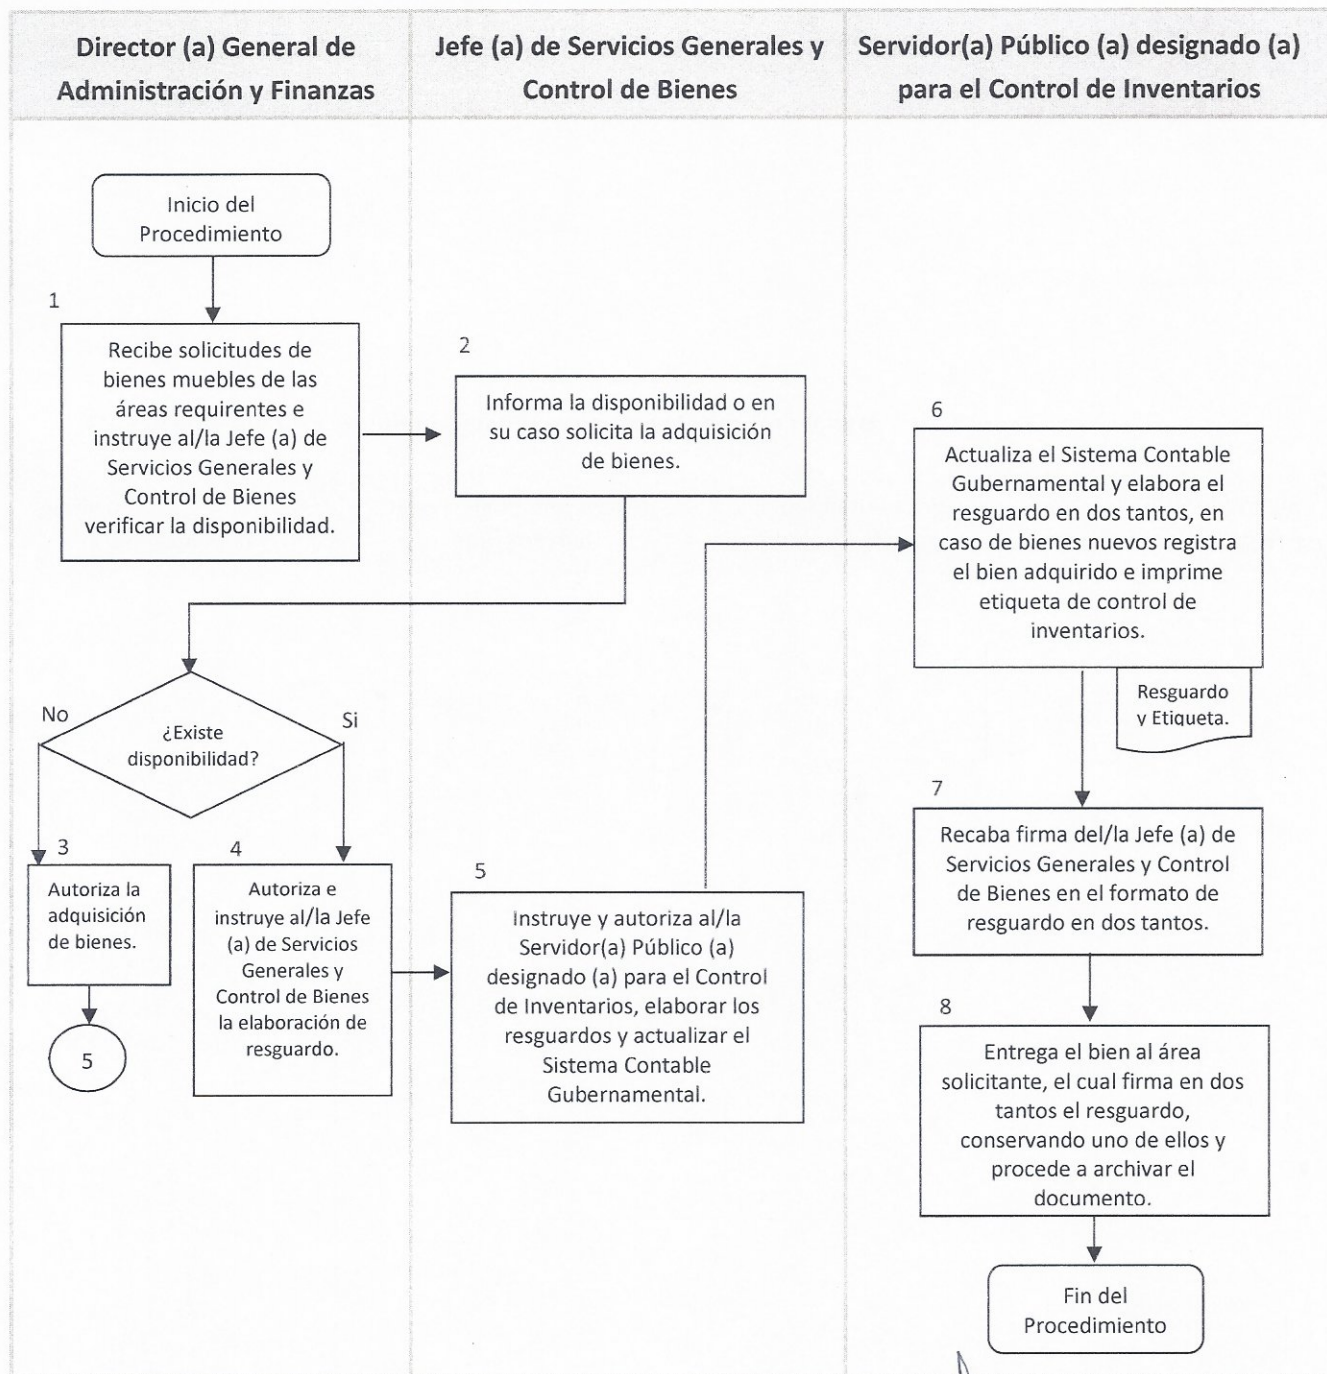 Director (a) General de
Administración y Finanzas
Jefe (a) de Servicios Generales y
Control de Bienes
Servidor(a) Público (a) designado (a)
para el Control de Inventarios
Inicio del
Procedimiento
1
Recibe solicitudes de
bienes muebles de las
áreas requirentes e
instruye al/la Jefe (a) de
Servicios Generales y
Control de Bienes
verificar la disponibilidad.
2
Informa la disponibilidad o en
su caso solicita la adquisición
de bienes.
¿Existe
disponibilidad?
No
Si
3
Autoriza la
adquisición
de bienes.
5
4
Autoriza e
instruye al/la Jefe
(a) de Servicios
Generales y
Control de Bienes
la elaboración de
resguardo.
5
Instruye y autoriza al/la
Servidor(a) Público (a)
designado (a) para el Control
de Inventarios, elaborar los
resguardos y actualizar el
Sistema Contable
Gubernamental.
6
Actualiza el Sistema Contable
Gubernamental y elabora el
resguardo en dos tantos, en
caso de bienes nuevos registra
el bien adquirido e imprime
etiqueta de control de
inventarios.
Resguardo
y Etiqueta.
7
Recaba firma del/la Jefe (a) de
Servicios Generales y Control
de Bienes en el formato de
resguardo en dos tantos.
8
Entrega el bien al área
solicitante, el cual firma en dos
tantos el resguardo,
conservando uno de ellos y
procede a archivar el
documento.
Fin del
Procedimiento